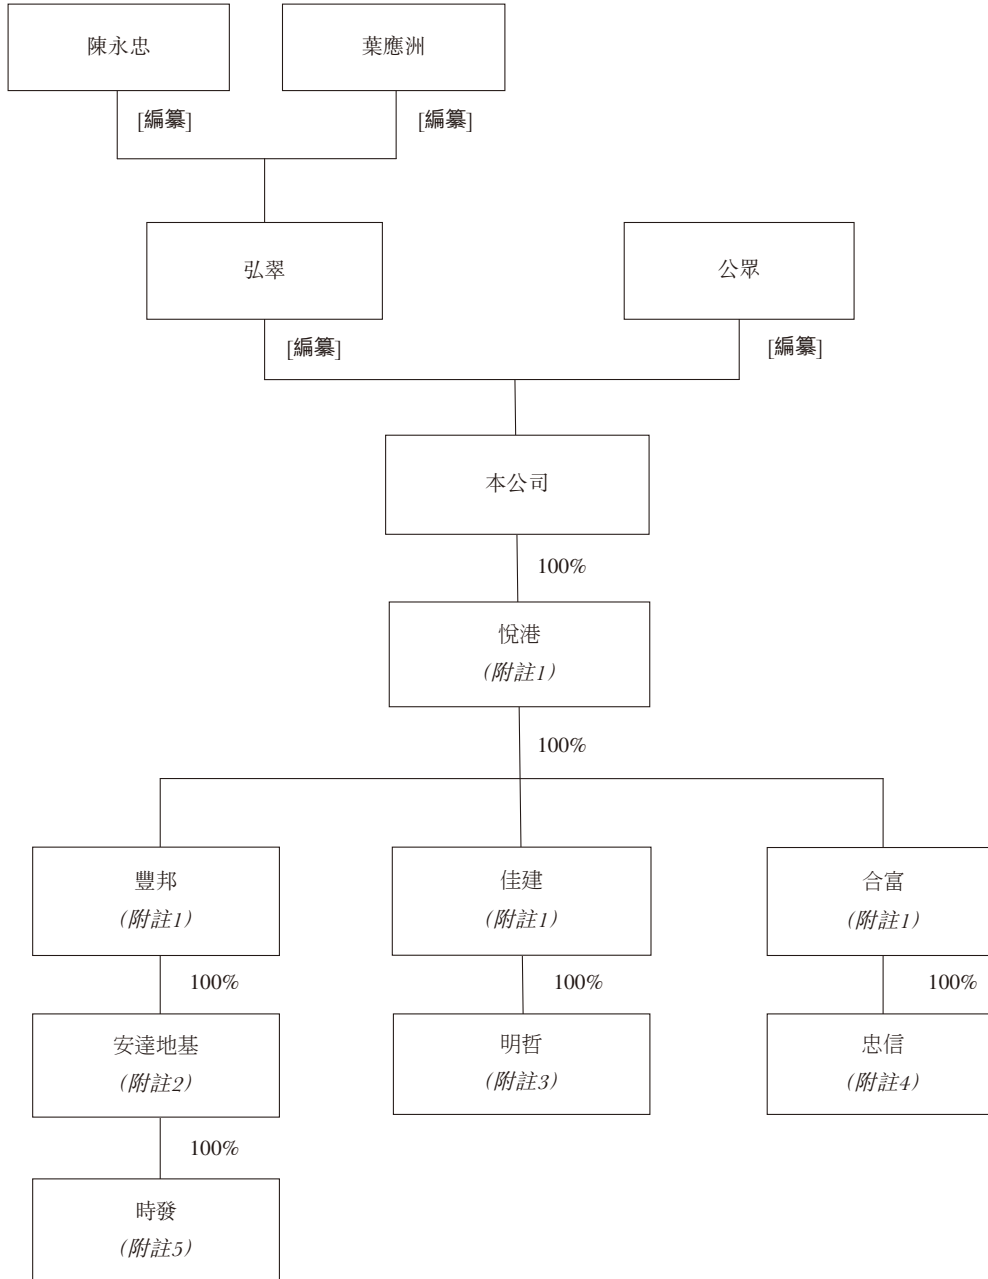 陳永忠
葉應洲
[編纂]
[編纂]
弘翠
公眾
[編纂]
[編纂]
本公司
100%
悅港
(附註1)
100%
豐邦
(附註1)
佳建
(附註1)
合富
(附註1)
100%
100%
100%
安達地基
(附註2)
明哲
(附註3)
忠信
(附註4)
100%
時發
(附註5)